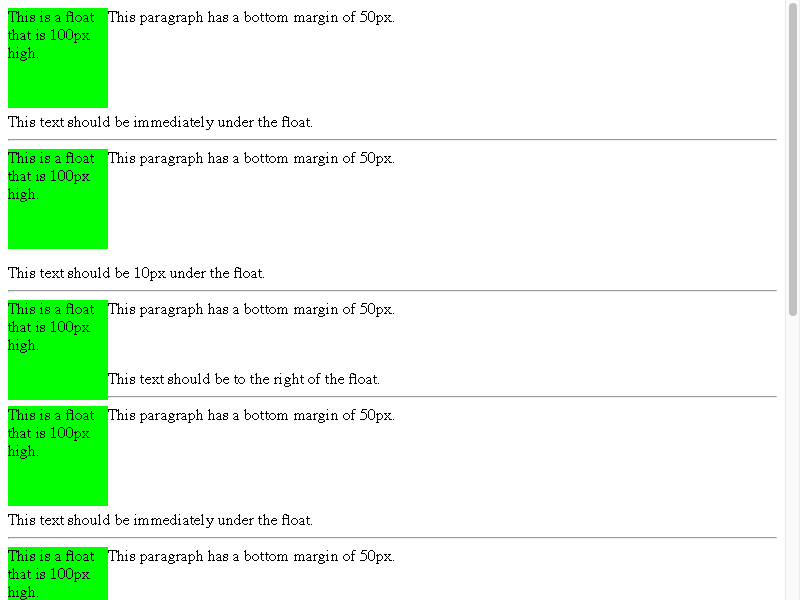 This is a float
that is 100px
high.
This paragraph has a bottom margin of 50px.
This text should be immediately under the float.
This is a float
that is 100px
high.
This paragraph has a bottom margin of 50px.
This text should be 10px under the float.
This is a float
that is 100px
high.
This paragraph has a bottom margin of 50px.
This text should be to the right of the float.
This is a float
that is 100px
high.
This paragraph has a bottom margin of 50px.
This text should be immediately under the float.
This is a float
that is 100px
high.
This paragraph has a bottom margin of 50px.